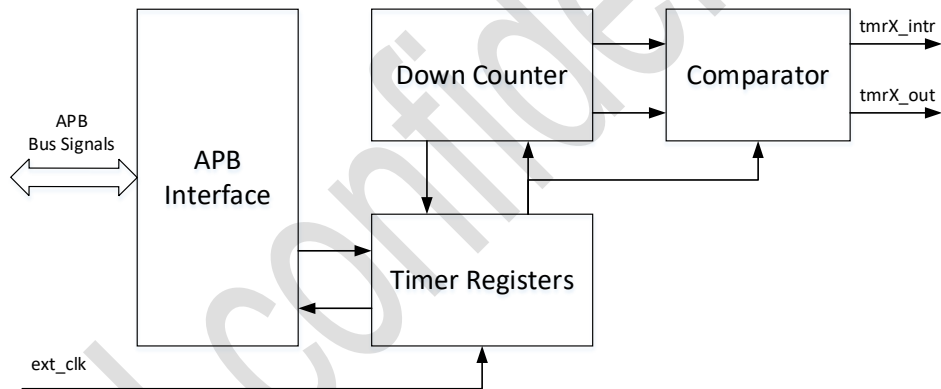 Down Counter
Comparator
tmrX_intr
tmrX_out
APB
Bus Signals
APB
Interface
Timer Registers
ext_clk